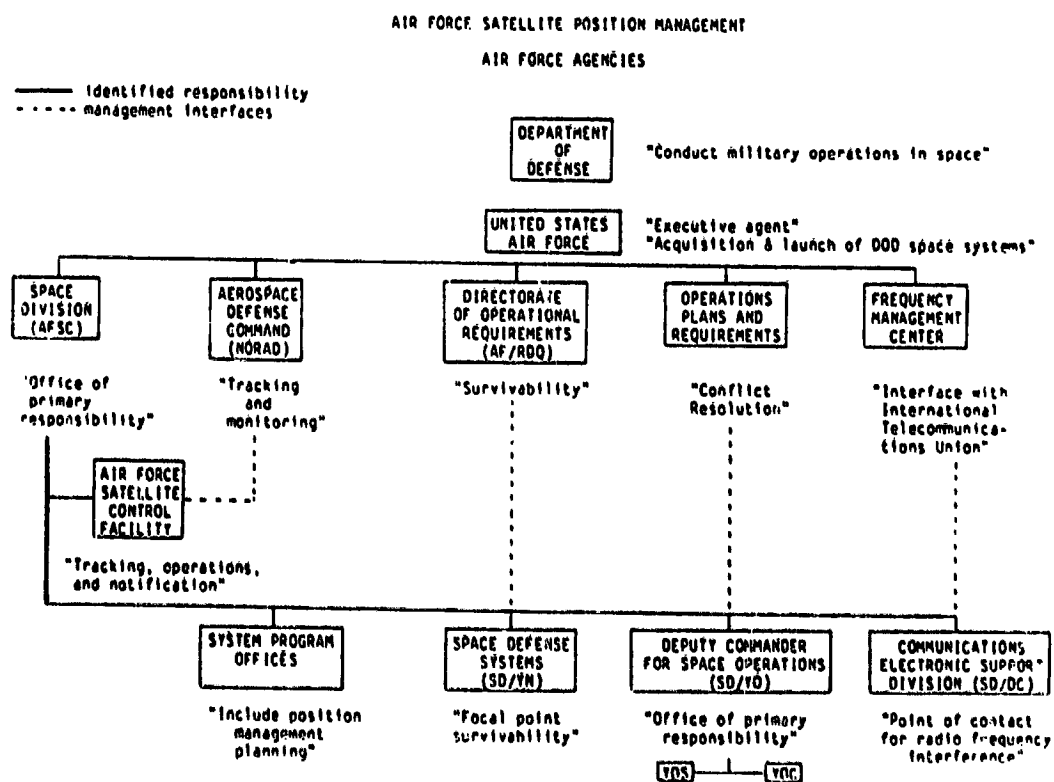 AIR FORCE SATELLITE POSITION MANAGEMENT
AIR FORCE AGENCIES
identified responsibility
management interfaces
DEPARTMENT
OF
DEFENSE
"Conduct military operations in space"
UNITED STATES
AIR FORCE
"Executive agent"
"Acquisition & launch of DOD space systems"
SPACE
DIVISION
(AFSC)
AEROSPACE
DEFENSE
COMMAND
(NORAD)
DIRECTORATE
OF OPERATIONAL
REQUIREMENTS
(AF/RDQ)
OPERATIONS
PLANS AND
REQUIREMENTS
FREQUENCY
MANAGEMENT
CENTER
"Office of
primary
responsibility"
"Tracking
and
monitoring"
"Survivability"
"Conflict
Resolution"
"Interface with
International
Telecommunica-
tions Union"
AIR FORCE
SATELLITE
CONTROL
FACILITY
"Tracking, operations,
and notification"
SYSTEM PROGRAM
OFFICES
SPACE DEFENSE
SYSTEMS
(SD/YN)
DEPUTY COMMANDER
FOR SPACE OPERATIONS
(SD/YO)
COMMUNICATIONS
ELECTRONIC SUPPORT
DIVISION (SD/DC)
"Include position
management
planning"
"Focal point
survivability"
"Office of primary
responsibility"
"Point of contact
for radio frequency
interference"
YOS
YOC